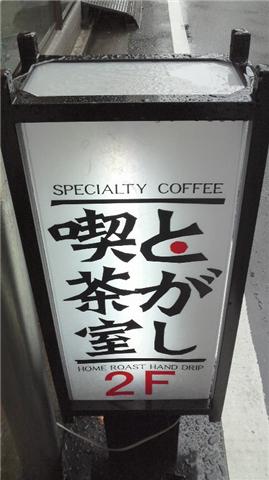 SPECIALTY COFFEE
とがし
喫茶室
HOME ROAST HAND DRIP
2F